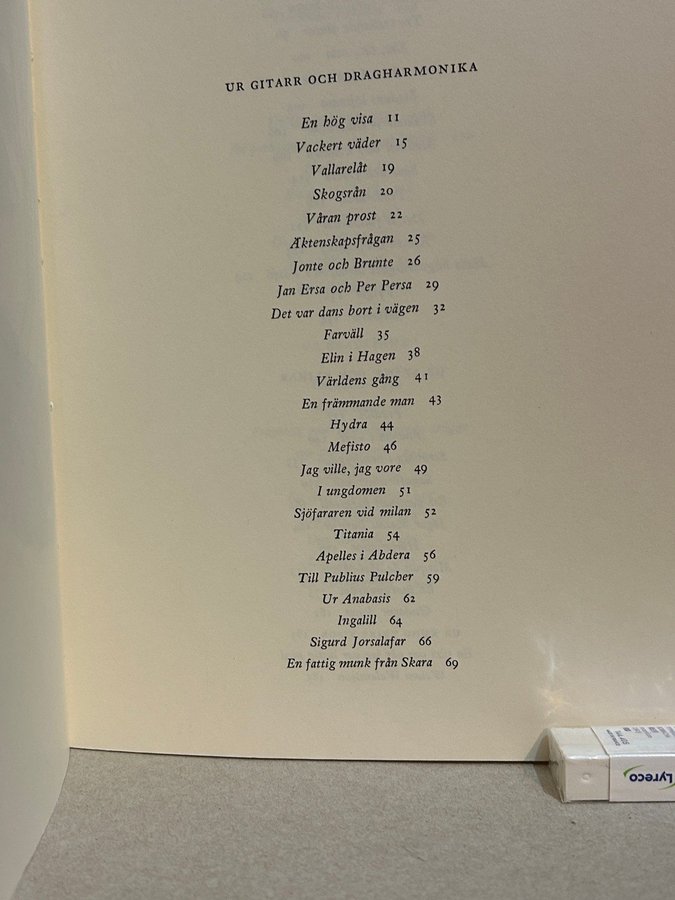 UR GITARR OCH DRAGHARMONIKA
En hög visa 11
Vackert väder 15
Vallarelåt 19
Skogsrån 20
Våran prost 22
Äktenskapsfrågan 25
Jonte och Brunte 26
Jan Ersa och Per Persa 29
Det var dans bort i vägen 32
Farväll 35
Elin i Hagen 38
Världens gång 41
En främmande man 43
Hydra 44
Mefisto 46
Jag ville, jag vore 49
I ungdomen 51
Sjöfararen vid milan 52
Titania 54
Apelles i Abdera 56
Till Publius Pulcher 59
Ur Anabasis 62
Ingalill 64
Sigurd Jorsalafar 66
En fattig munk från Skara 69
Lyreco